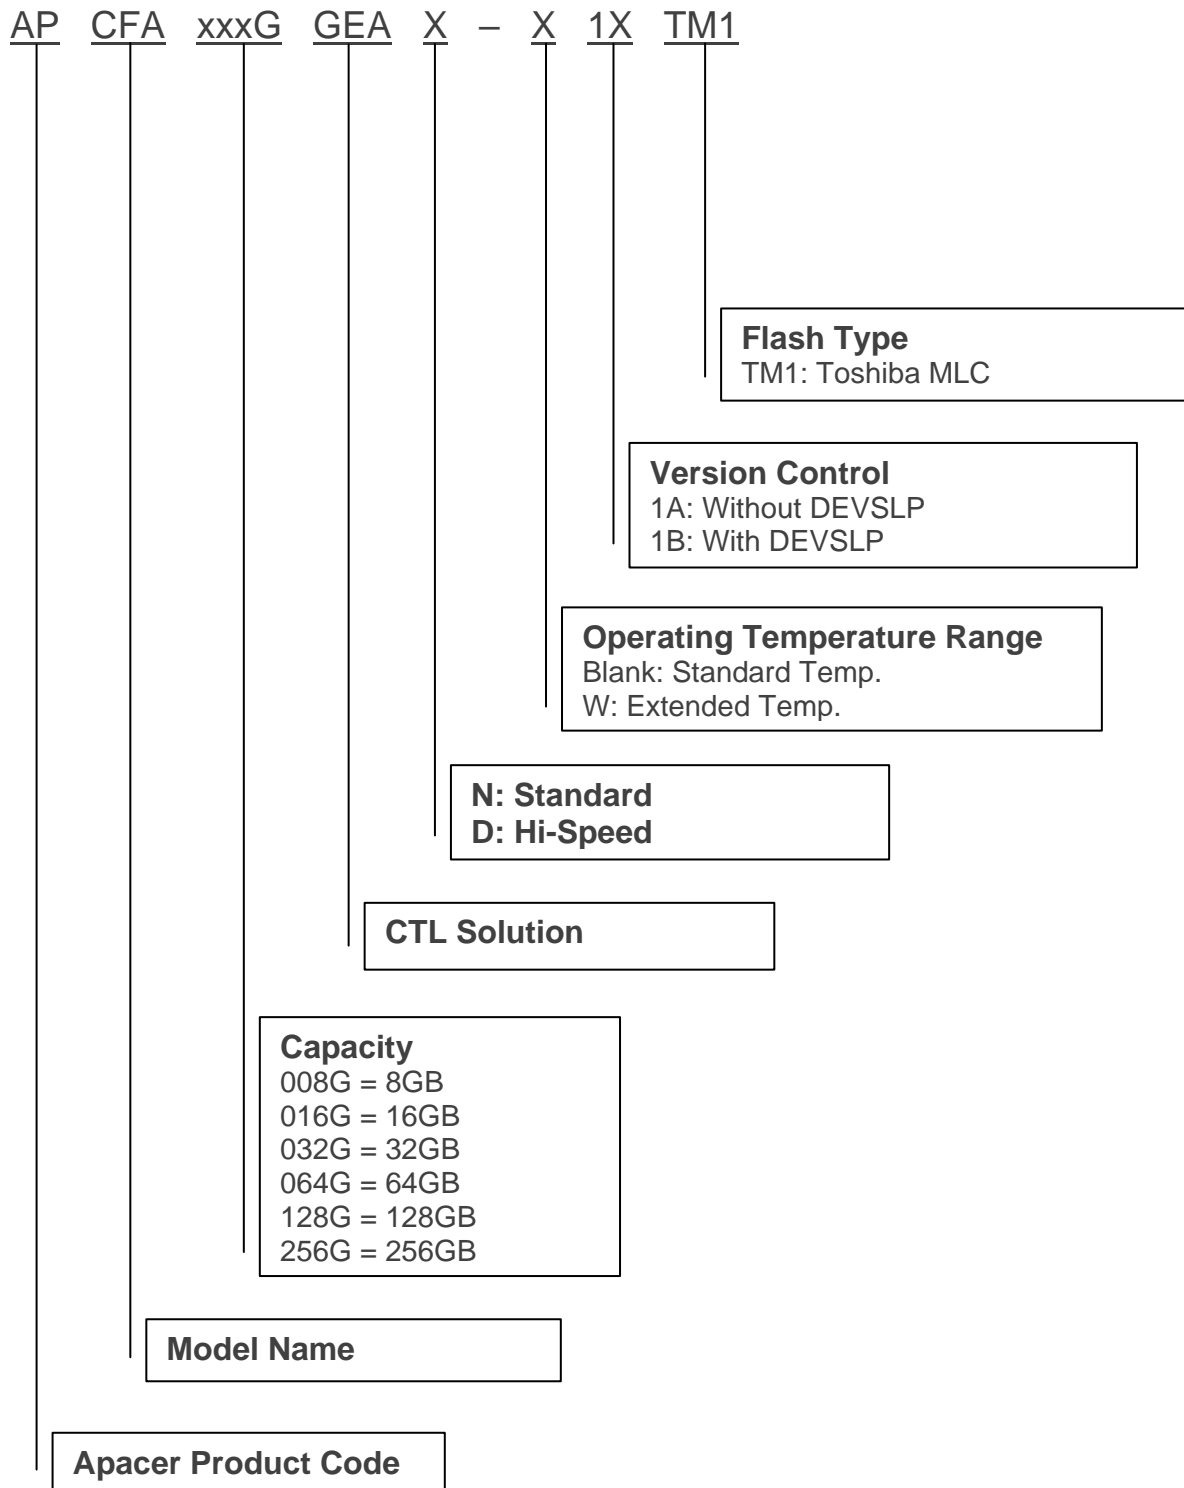 AP CFA xxxG GEA X – X 1X TM1
Flash Type
TM1: Toshiba MLC
Version Control
1A: Without DEVSLP
1B: With DEVSLP
Operating Temperature Range
Blank: Standard Temp.
W: Extended Temp.
N: Standard
D: Hi-Speed
CTL Solution
Capacity
008G = 8GB
016G = 16GB
032G = 32GB
064G = 64GB
128G = 128GB
256G = 256GB
Model Name
Apacer Product Code